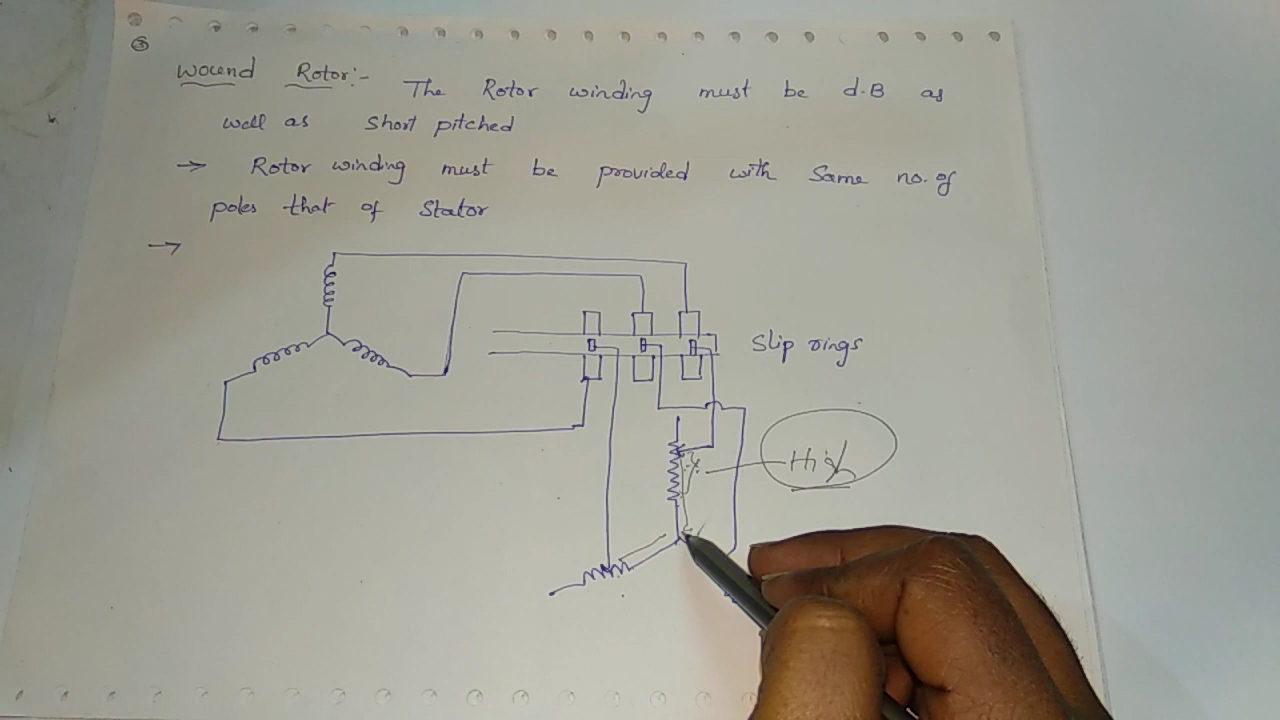 ③
Wound Rotor:- The Rotor winding must be d.B as
well as short pitched
→ Rotor winding must be provided with Same no. of
poles that of Stator
→
Slip rings
High